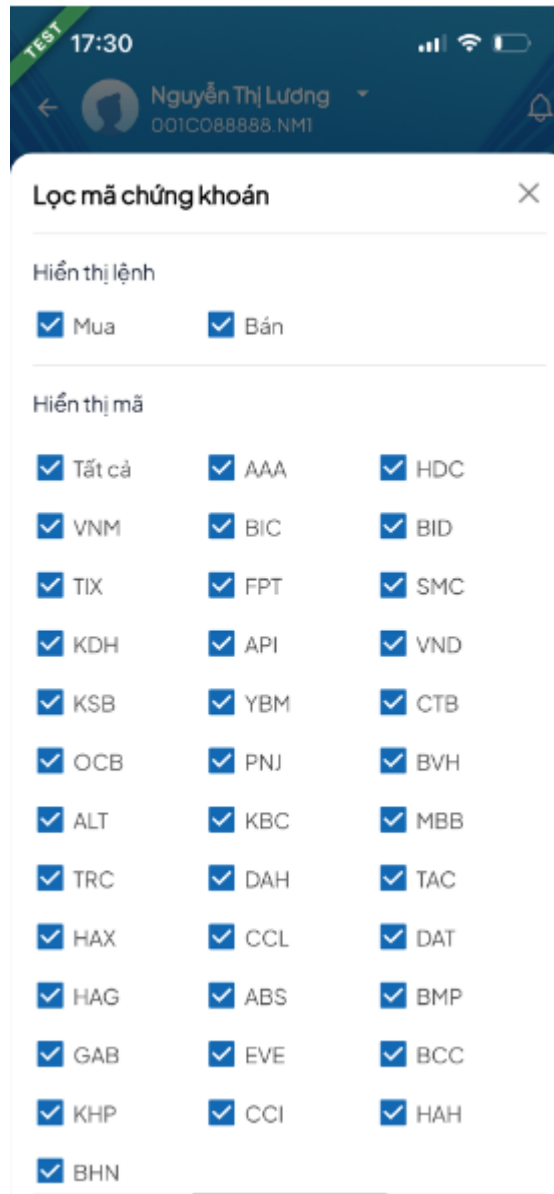 TEST
17:30
Nguyễn Thị Lương
001C088888.NM1
Lọc mã chứng khoán
Hiển thị lệnh
Mua Bán
Hiển thị mã
Tất cả AAA HDC
VNM BIC BID
TIX FPT SMC
KDH API VND
KSB YBM CTB
OCB PNJ BVH
ALT KBC MBB
TRC DAH TAC
HAX CCL DAT
HAG ABS BMP
GAB EVE BCC
KHP CCI HAH
BHN